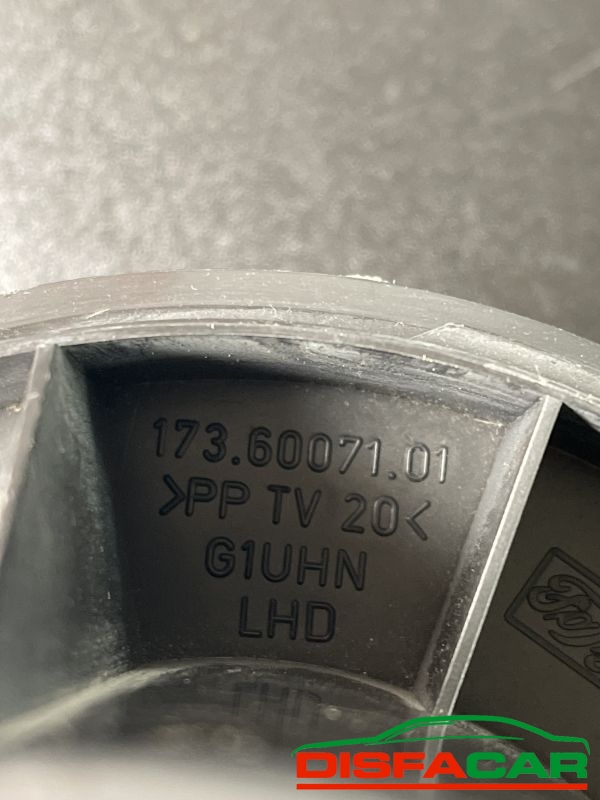 173.60071.01
>PP TV 20<
G1UHN
LHD
DISFACAR